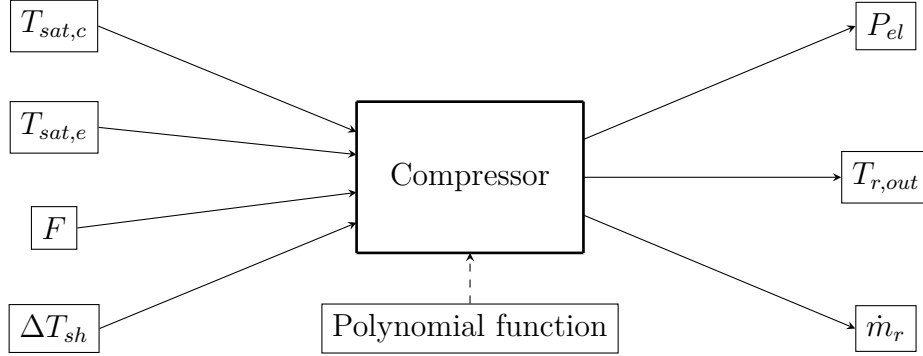 T_{sat,c}
T_{sat,e}
F
ΔT_{sh}
Compressor
Polynomial function
P_{el}
T_{r,out}
ṁ_r